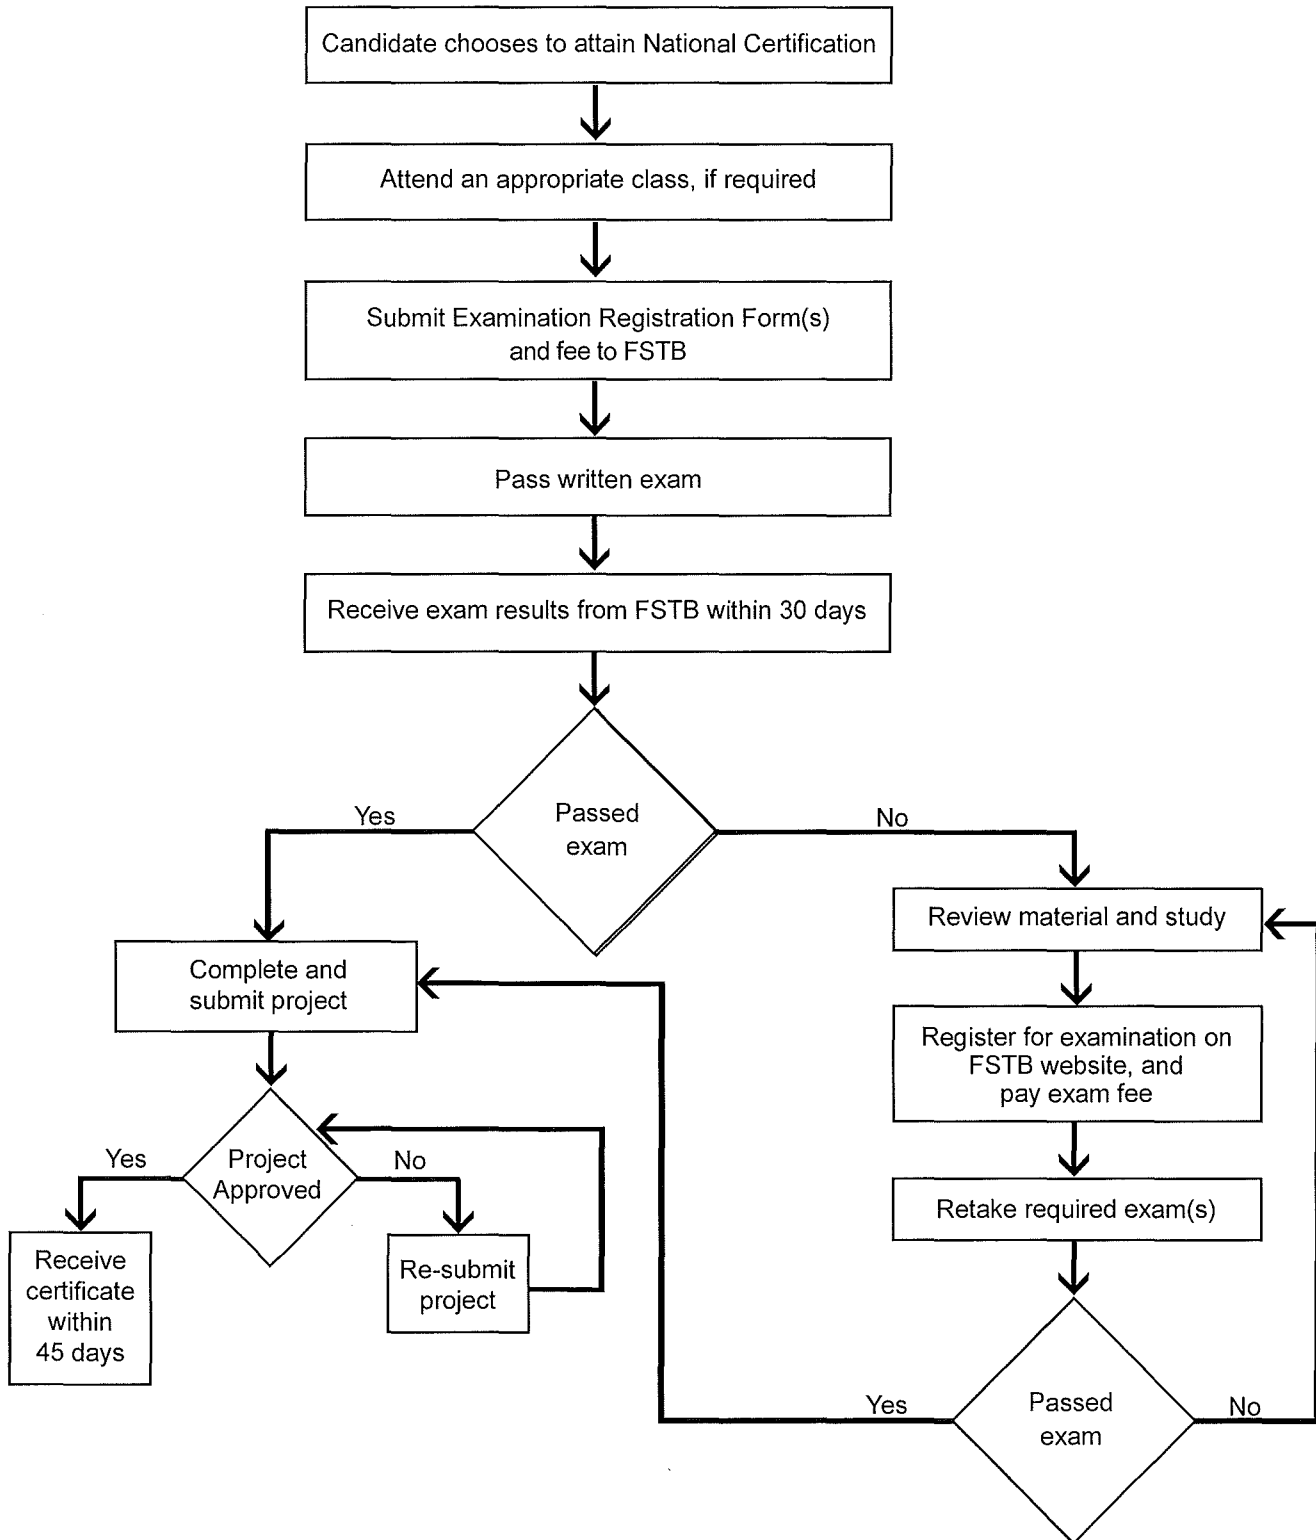 Candidate chooses to attain National Certification
Attend an appropriate class, if required
Submit Examination Registration Form(s)
and fee to FSTB
Pass written exam
Receive exam results from FSTB within 30 days
Passed
exam
Yes
No
Complete and
submit project
Project
Approved
Yes
No
Receive
certificate
within
45 days
Re-submit
project
Review material and study
Register for examination on
FSTB website, and
pay exam fee
Retake required exam(s)
Passed
exam
Yes
No